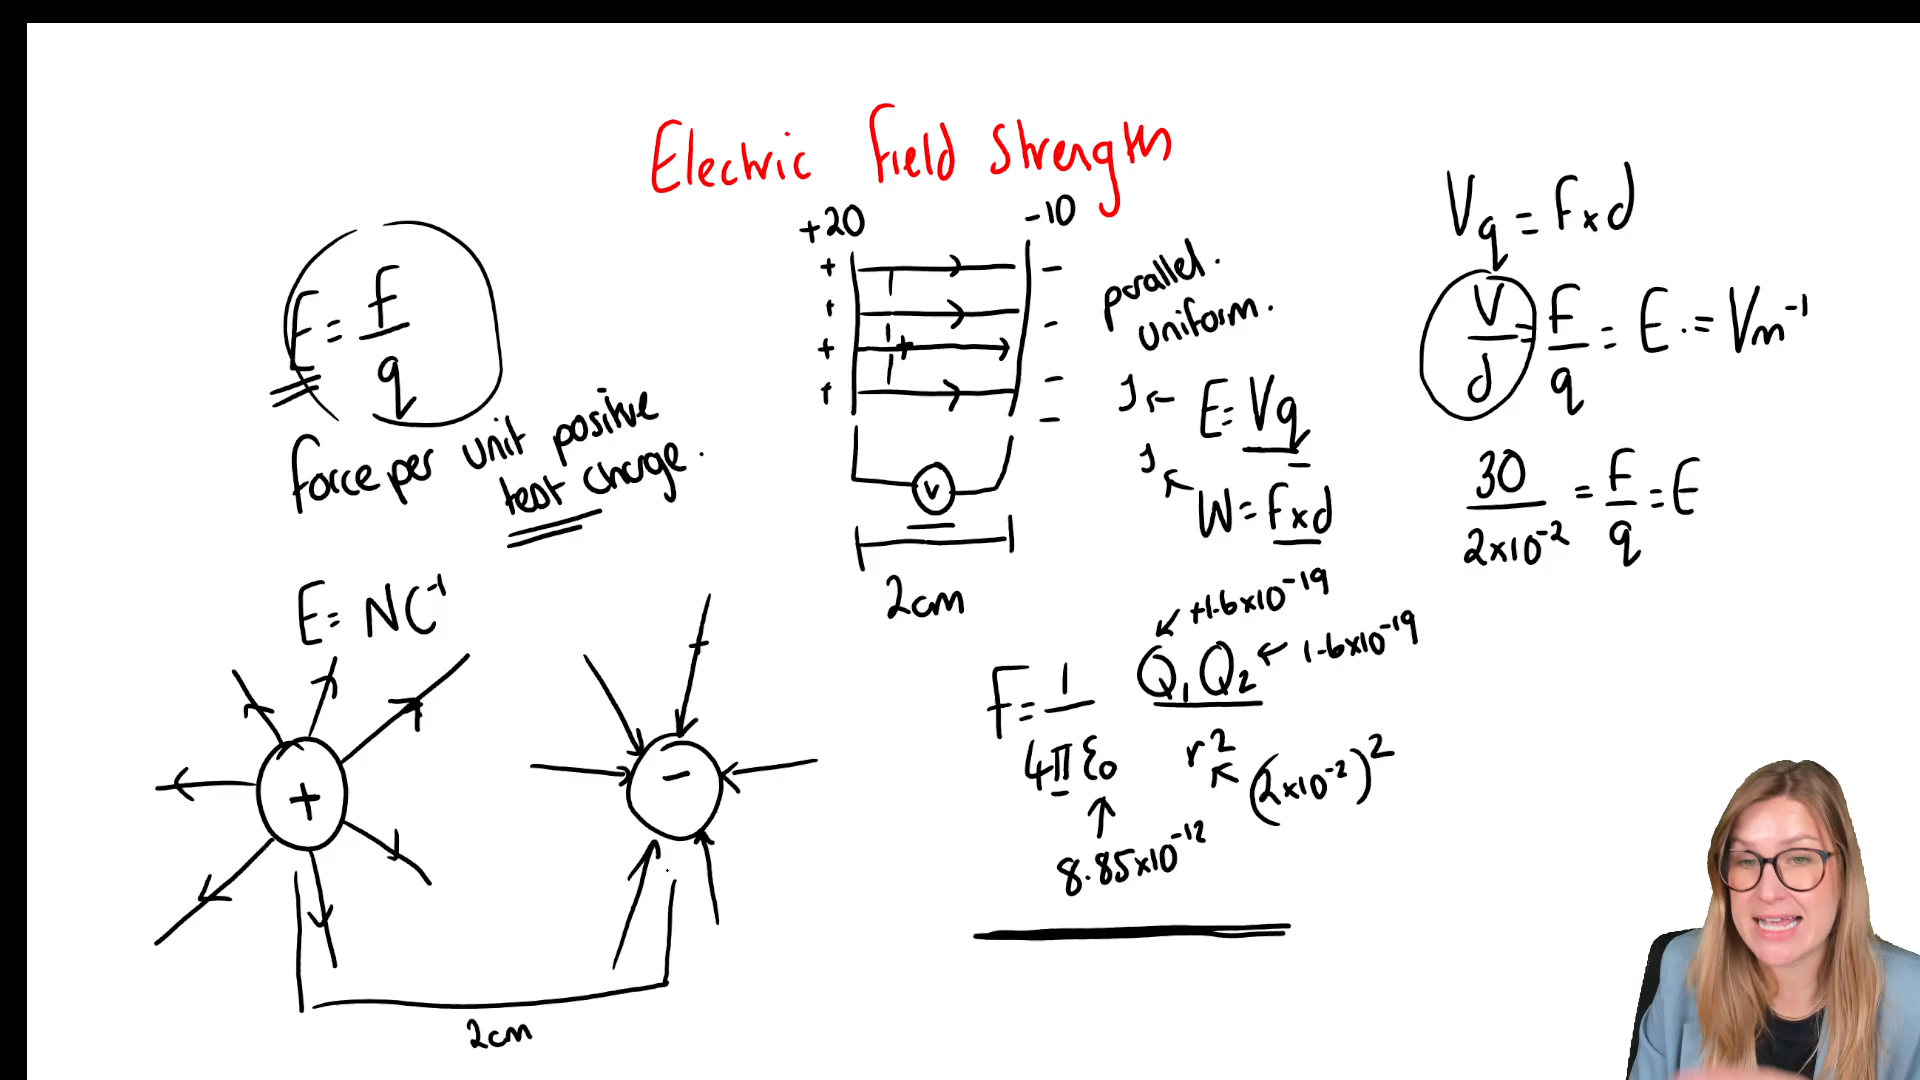 Electric Field Strength
E = F/q
force per unit positive
test charge.
E = NC⁻¹
+
-
2cm
+20
-10
+ -
+ -
+ -
+ -
V
2cm
parallel.
uniform.
J ← E = Vq
J ← W = F×d
F = 1/4πε₀ Q₁Q₂/r²
+1.6×10⁻¹⁹
1.6×10⁻¹⁹
(2×10⁻²)²
8.85×10⁻¹²
Vq = F×d
V/d = F/q = E. = Vm⁻¹
30/2×10⁻² = F/q = E